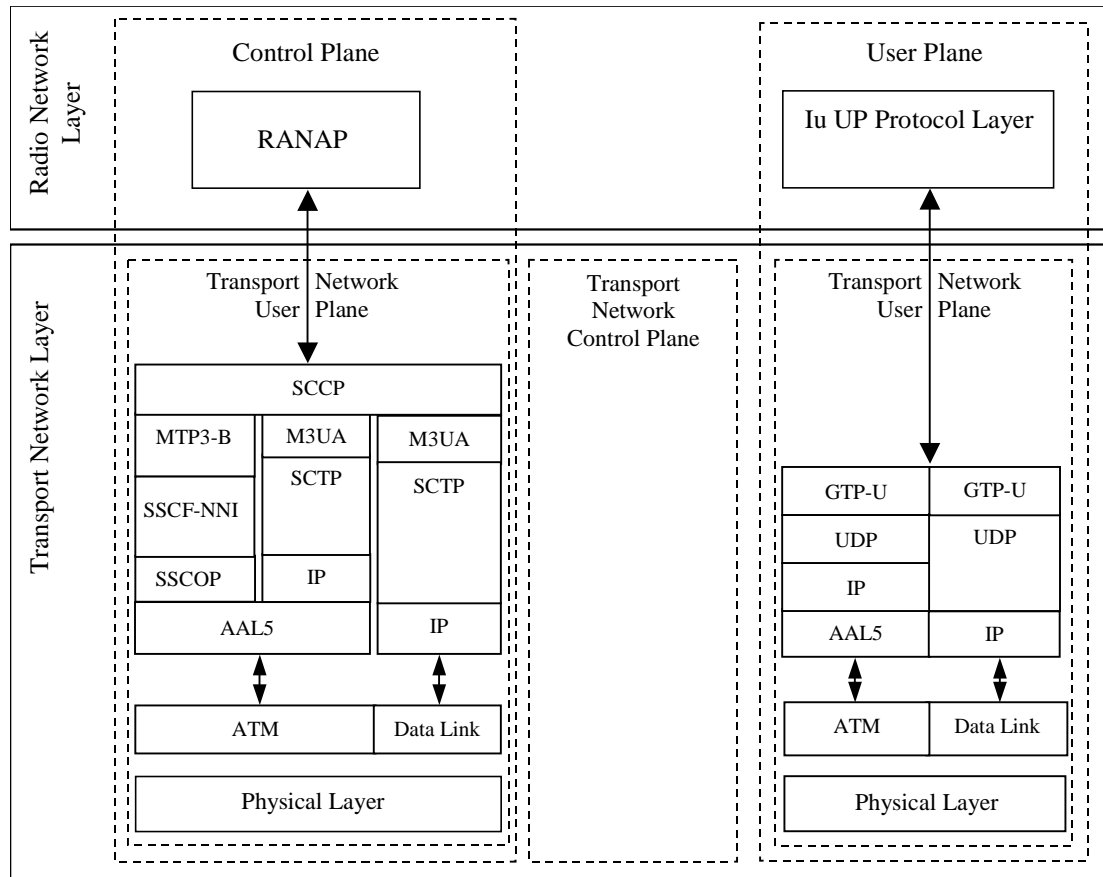 Control Plane
User Plane
Radio Network
Layer
RANAP
Iu UP Protocol Layer
Transport Network Layer
Transport Network
User Plane
Transport
Network
Control Plane
Transport Network
User Plane
SCCP
MTP3-B
M3UA
M3UA
SCTP
SCTP
SSCF-NNI
SSCOP
IP
AAL5
IP
ATM
Data Link
Physical Layer
GTP-U
GTP-U
UDP
UDP
IP
AAL5
IP
ATM
Data Link
Physical Layer